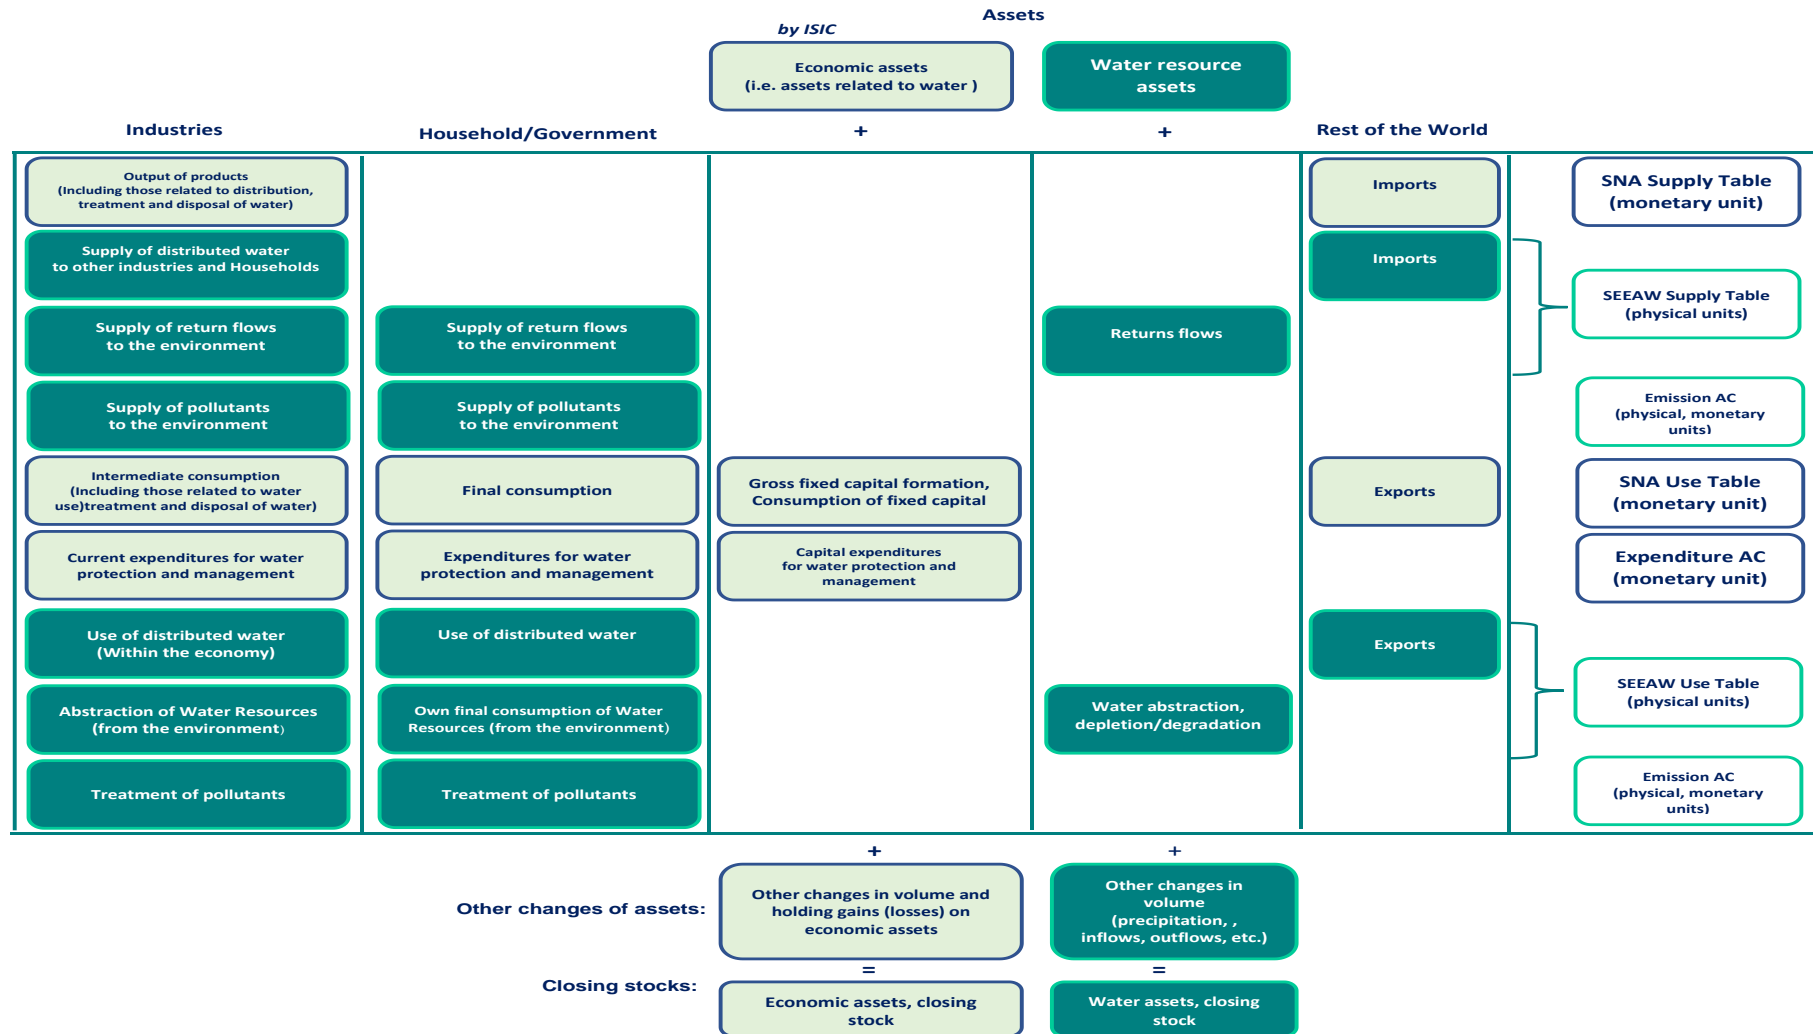 Assets
by ISIC
Economic assets
(i.e. assets related to water )
Water resource
assets
Industries
Household/Government
+
+
Rest of the World
Output of products
(Including those related to distribution,
treatment and disposal of water)
Imports
SNA Supply Table
(monetary unit)
Supply of distributed water
to other industries and Households
Imports
SEEAW Supply Table
(physical units)
Supply of return flows
to the environment
Supply of return flows
to the environment
Returns flows
Supply of pollutants
to the environment
Supply of pollutants
to the environment
Emission AC
(physical, monetary
units)
Intermediate consumption
(Including those related to water
use)treatment and disposal of water)
Final consumption
Gross fixed capital formation,
Consumption of fixed capital
Exports
SNA Use Table
(monetary unit)
Current expenditures for water
protection and management
Expenditures for water
protection and management
Capital expenditures
for water protection and
management
Expenditure AC
(monetary unit)
Use of distributed water
(Within the economy)
Use of distributed water
Exports
SEEAW Use Table
(physical units)
Abstraction of Water Resources
(from the environment)
Own final consumption of Water
Resources (from the environment)
Water abstraction,
depletion/degradation
Treatment of pollutants
Treatment of pollutants
Emission AC
(physical, monetary
units)
+
+
Other changes of assets:
Other changes in volume and
holding gains (losses) on
economic assets
Other changes in
volume
(precipitation, ,
inflows, outflows, etc.)
=
=
Closing stocks:
Economic assets, closing
stock
Water assets, closing
stock